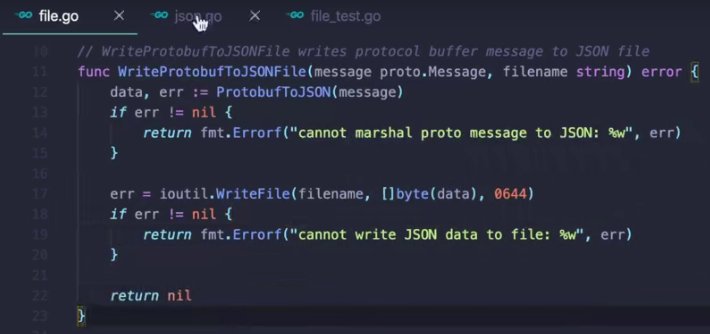 file.go json.go file_test.go
10 // WriteProtobufToJSONFile writes protocol buffer message to JSON file
11 func WriteProtobufToJSONFile(message proto.Message, filename string) error {
12 data, err := ProtobufToJSON(message)
13 if err != nil {
14 return fmt.Errorf("cannot marshal proto message to JSON: %w", err)
15 }
16
17 err = ioutil.WriteFile(filename, []byte(data), 0644)
18 if err != nil {
19 return fmt.Errorf("cannot write JSON data to file: %w", err)
20 }
21
22 return nil
23 }